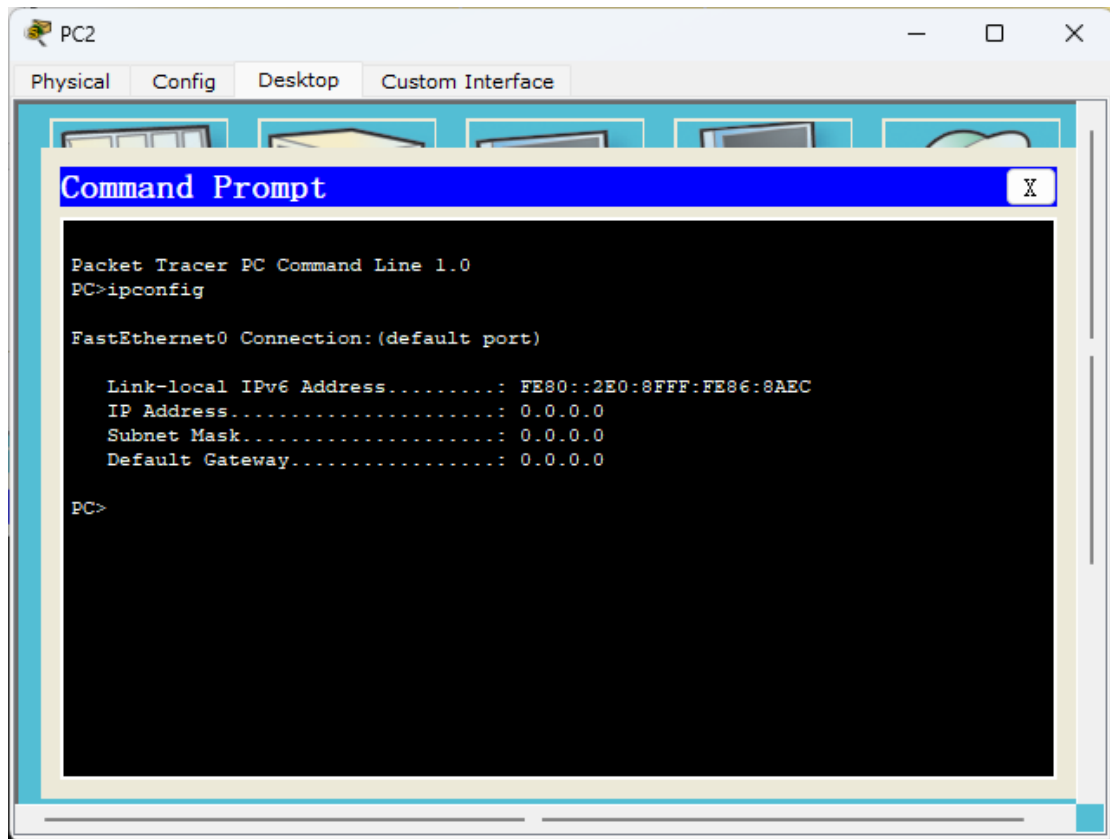 PC2
Physical Config Desktop Custom Interface
Command Prompt X
Packet Tracer PC Command Line 1.0
PC>ipconfig
FastEthernet0 Connection:(default port)
Link-local IPv6 Address.........: FE80::2E0:8FFF:FE86:8AEC
IP Address......................: 0.0.0.0
Subnet Mask.....................: 0.0.0.0
Default Gateway.................: 0.0.0.0
PC>